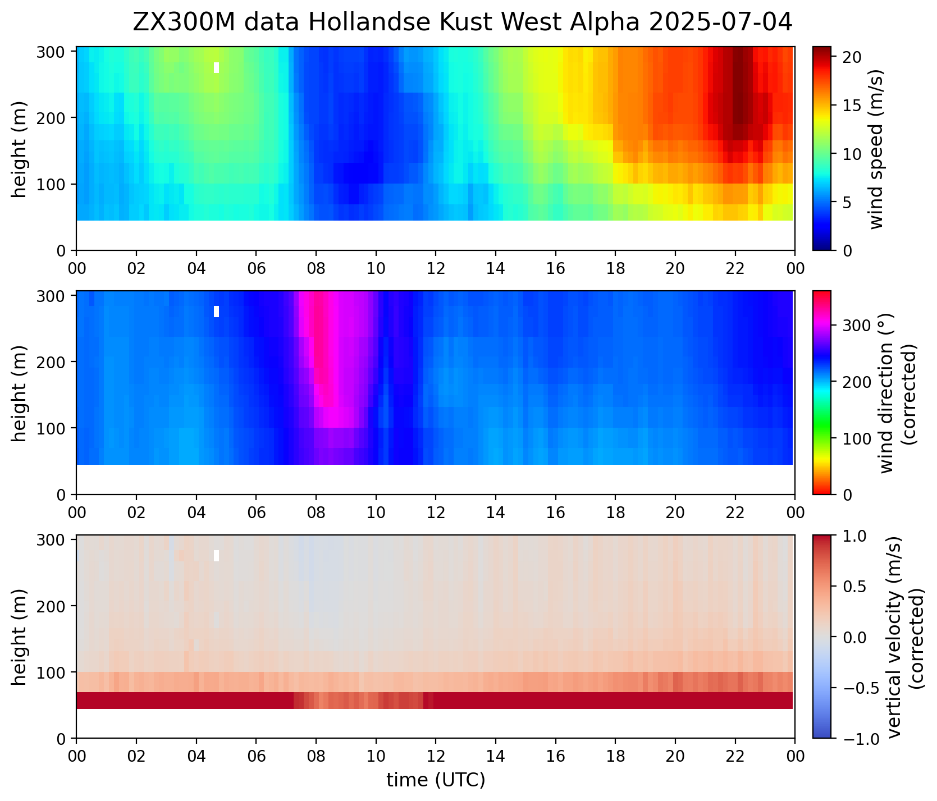 ZX300M data Hollandse Kust West Alpha 2025-07-04
300
200
100
0
height (m)
00 02 04 06 08 10 12 14 16 18 20 22 00
20
15
10
5
0
wind speed (m/s)
300
200
100
0
height (m)
00 02 04 06 08 10 12 14 16 18 20 22 00
300
200
100
0
wind direction (°)
(corrected)
300
200
100
0
height (m)
00 02 04 06 08 10 12 14 16 18 20 22 00
time (UTC)
1.0
0.5
0.0
−0.5
−1.0
vertical velocity (m/s)
(corrected)